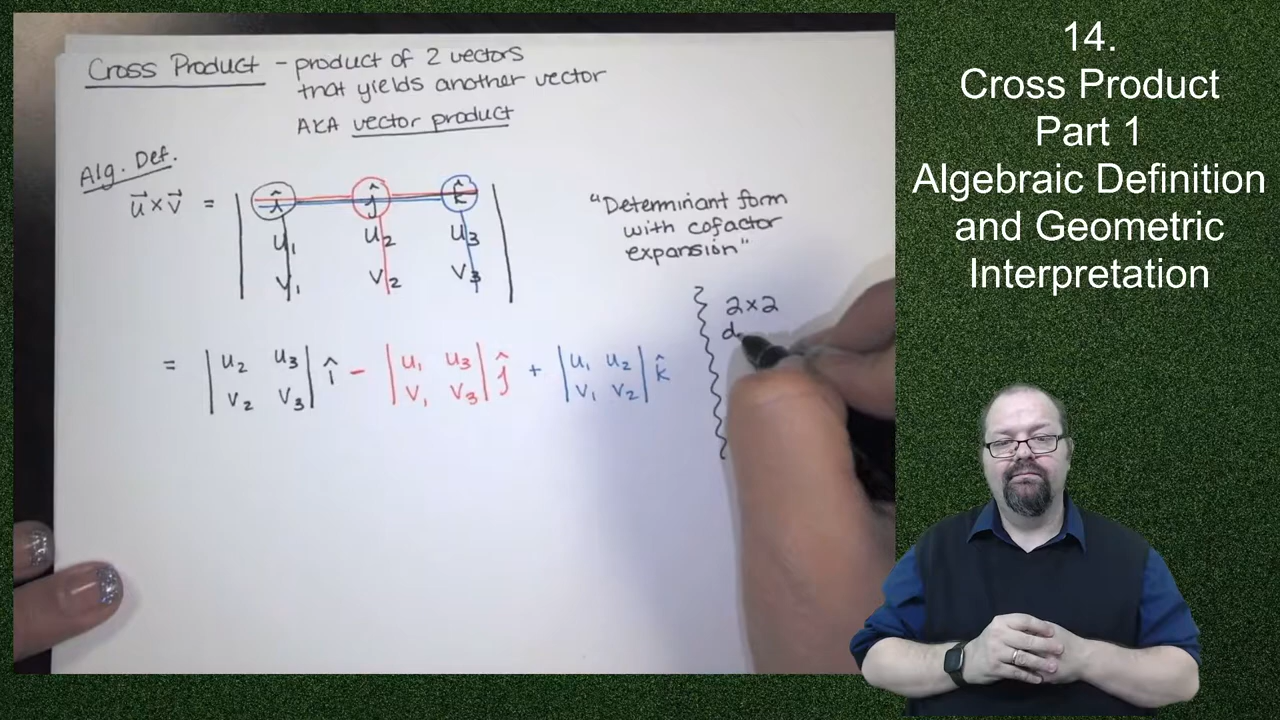 Cross Product - product of 2 vectors
that yields another vector
AKA vector product
Alg. Def.
u⃗ × v⃗ = | î ĵ k̂ |
u₁ u₂ u₃
v₁ v₂ v₃
"Determinant form
with cofactor
expansion"
2×2
d
= | u₂ u₃ | î - | u₁ u₃ | ĵ + | u₁ u₂ | k̂
| v₂ v₃ | | v₁ v₃ | | v₁ v₂ |
14.
Cross Product
Part 1
Algebraic Definition
and Geometric
Interpretation